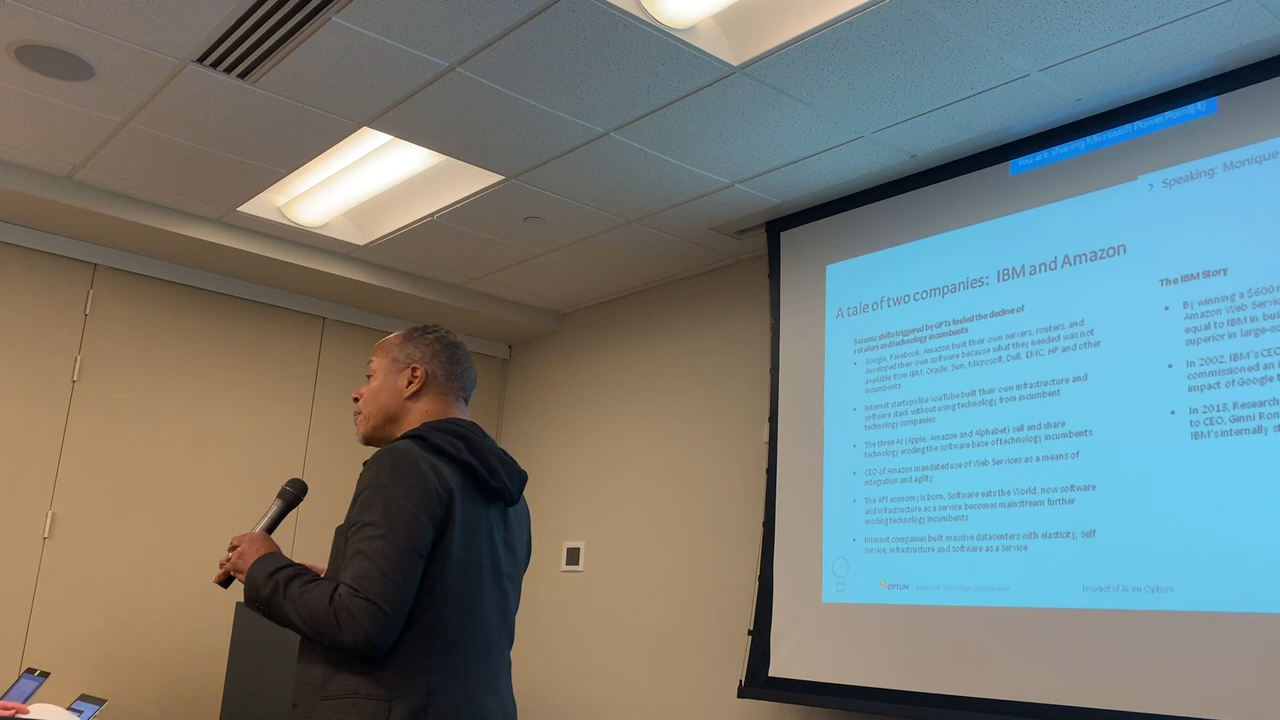 You are sharing Microsoft PowerPoint(4)
Speaking: Monique
A tale of two companies: IBM and Amazon
Seismic shifts triggered by GPTs fueled the decline of
retailers and technology incumbents
Google, Facebook, Amazon built their own servers, routers, and
developed their own software because what they needed was not
available from IBM, Oracle, Sun, Microsoft, Dell, EMC, HP and other
incumbents
Internet startups like YouTube built their own infrastructure and
software stack without using technology from incumbent
technology companies
The three As (Apple, Amazon and Alphabet) sell and share
technology eroding the software base of technology incumbents
CEO of Amazon mandated use of Web Services as a means of
integration and agility
The API economy is born, Software eats the World, now software
and infrastructure as a service becomes mainstream further
eroding technology incumbents
Internet companies built massive datacenters with elasticity, self
service, infrastructure and software as a service
The IBM Story
By winning a $600
Amazon Web Servic
equal to IBM in bui
superior in large-s
In 2002, IBM's CEO
commissioned an
impact of Google
In 2013, Research
to CEO, Ginni Rom
IBM's internally s
OPTUM Advanced Technology Collaborative
Impact of AI on Optum